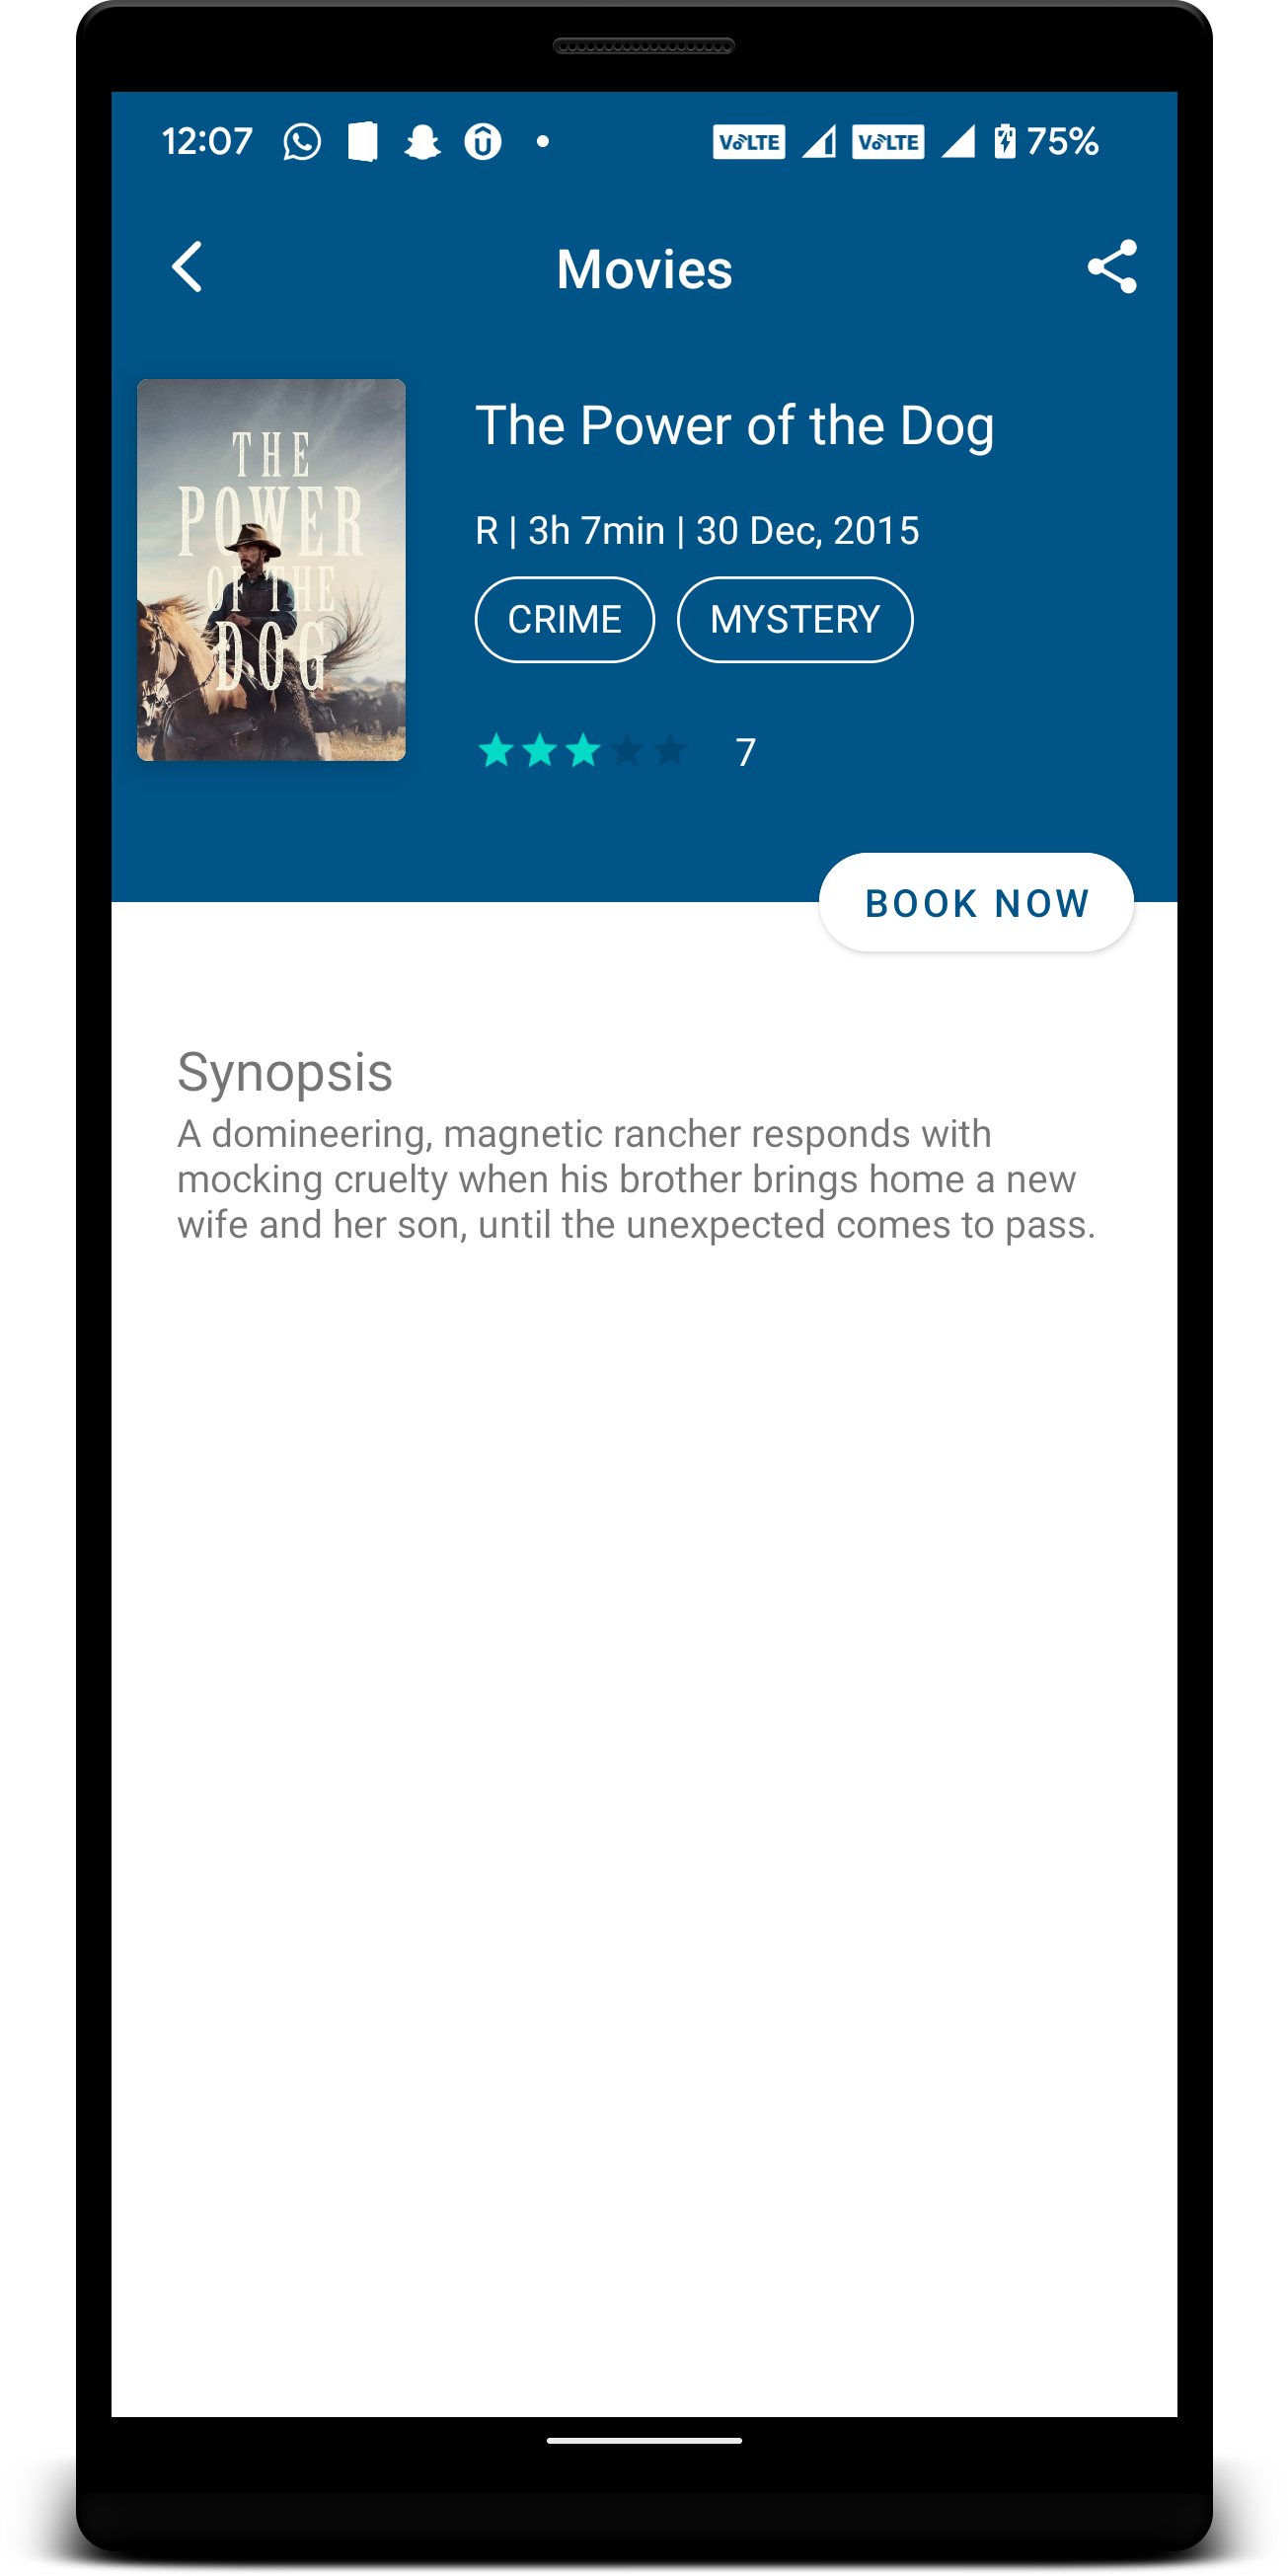 12:07 VoLTE VoLTE 75%
Movies
THE
POWER
OF THE
DOG
The Power of the Dog
R | 3h 7min | 30 Dec, 2015
CRIME MYSTERY
7
BOOK NOW
Synopsis
A domineering, magnetic rancher responds with
mocking cruelty when his brother brings home a new
wife and her son, until the unexpected comes to pass.